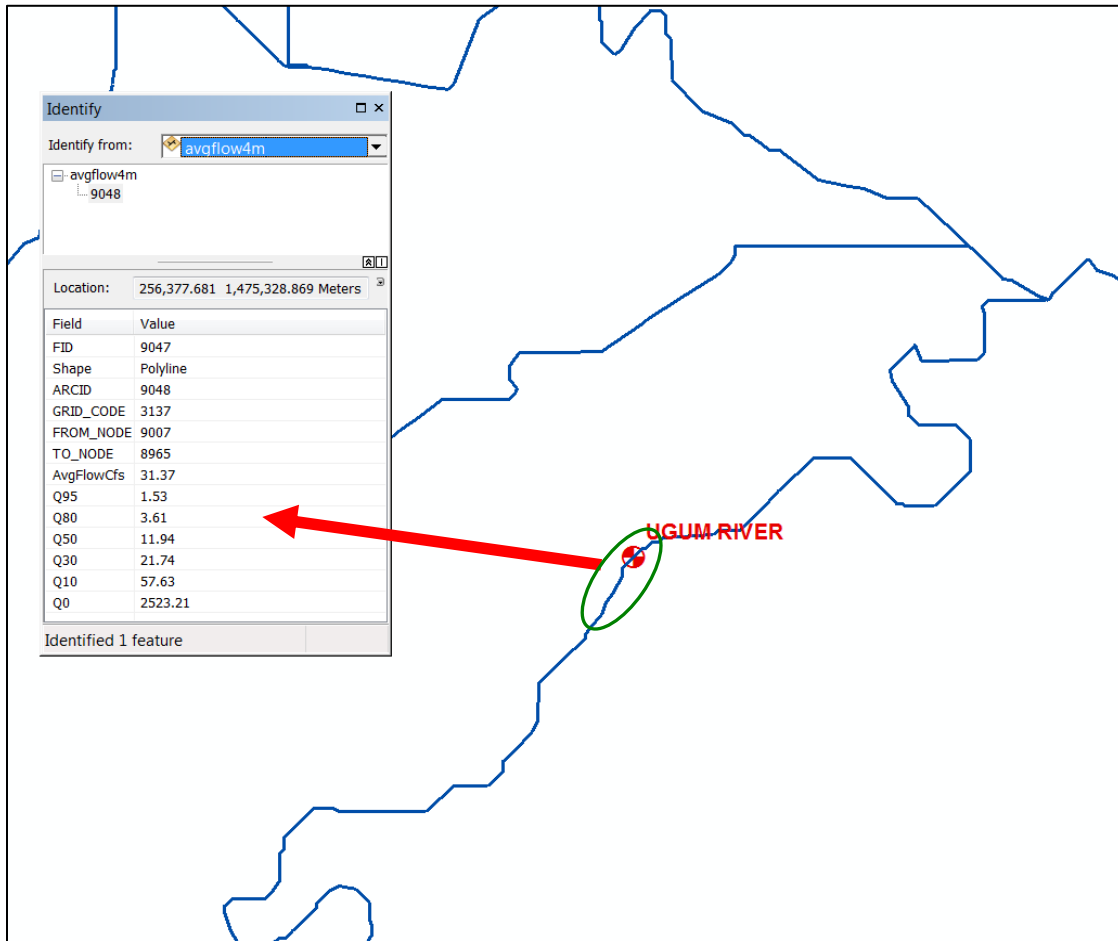 Identify
Identify from: avgflow4m
avgflow4m
9048
Location: 256,377.681 1,475,328.869 Meters
Field Value
FID 9047
Shape Polyline
ARCID 9048
GRID_CODE 3137
FROM_NODE 9007
TO_NODE 8965
AvgFlowCfs 31.37
Q95 1.53
Q80 3.61
Q50 11.94
Q30 21.74
Q10 57.63
Q0 2523.21
Identified 1 feature
UGUM RIVER